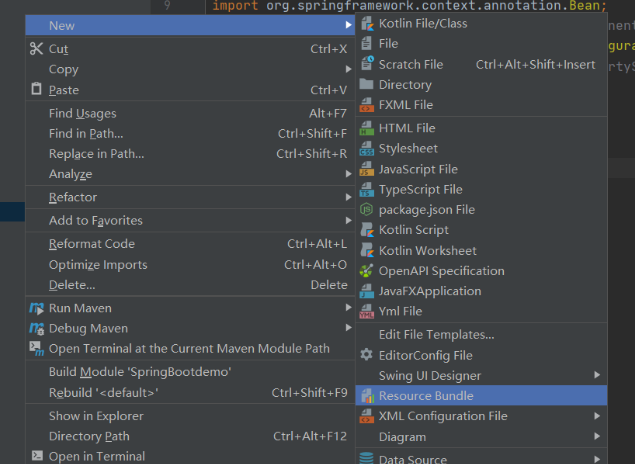 9 import org.springframework.context.annotation.Bean;
New
Cut Ctrl+X
Copy
Paste Ctrl+V
Find Usages Alt+F7
Find in Path... Ctrl+Shift+F
Replace in Path... Ctrl+Shift+R
Analyze
Refactor
Add to Favorites
Reformat Code Ctrl+Alt+L
Optimize Imports Ctrl+Alt+O
Delete... Delete
Run Maven
Debug Maven
Open Terminal at the Current Maven Module Path
Build Module 'SpringBootdemo'
Rebuild '<default>' Ctrl+Shift+F9
Show in Explorer
Directory Path Ctrl+Alt+F12
Open in Terminal
Kotlin File/Class
File
Scratch File Ctrl+Alt+Shift+Insert
Directory
FXML File
HTML File
Stylesheet
JavaScript File
TypeScript File
package.json File
Kotlin Script
Kotlin Worksheet
OpenAPI Specification
JavaFXApplication
Yml File
Edit File Templates...
EditorConfig File
Swing UI Designer
Resource Bundle
XML Configuration File
Diagram
Data Source
nent
gura
rtyS